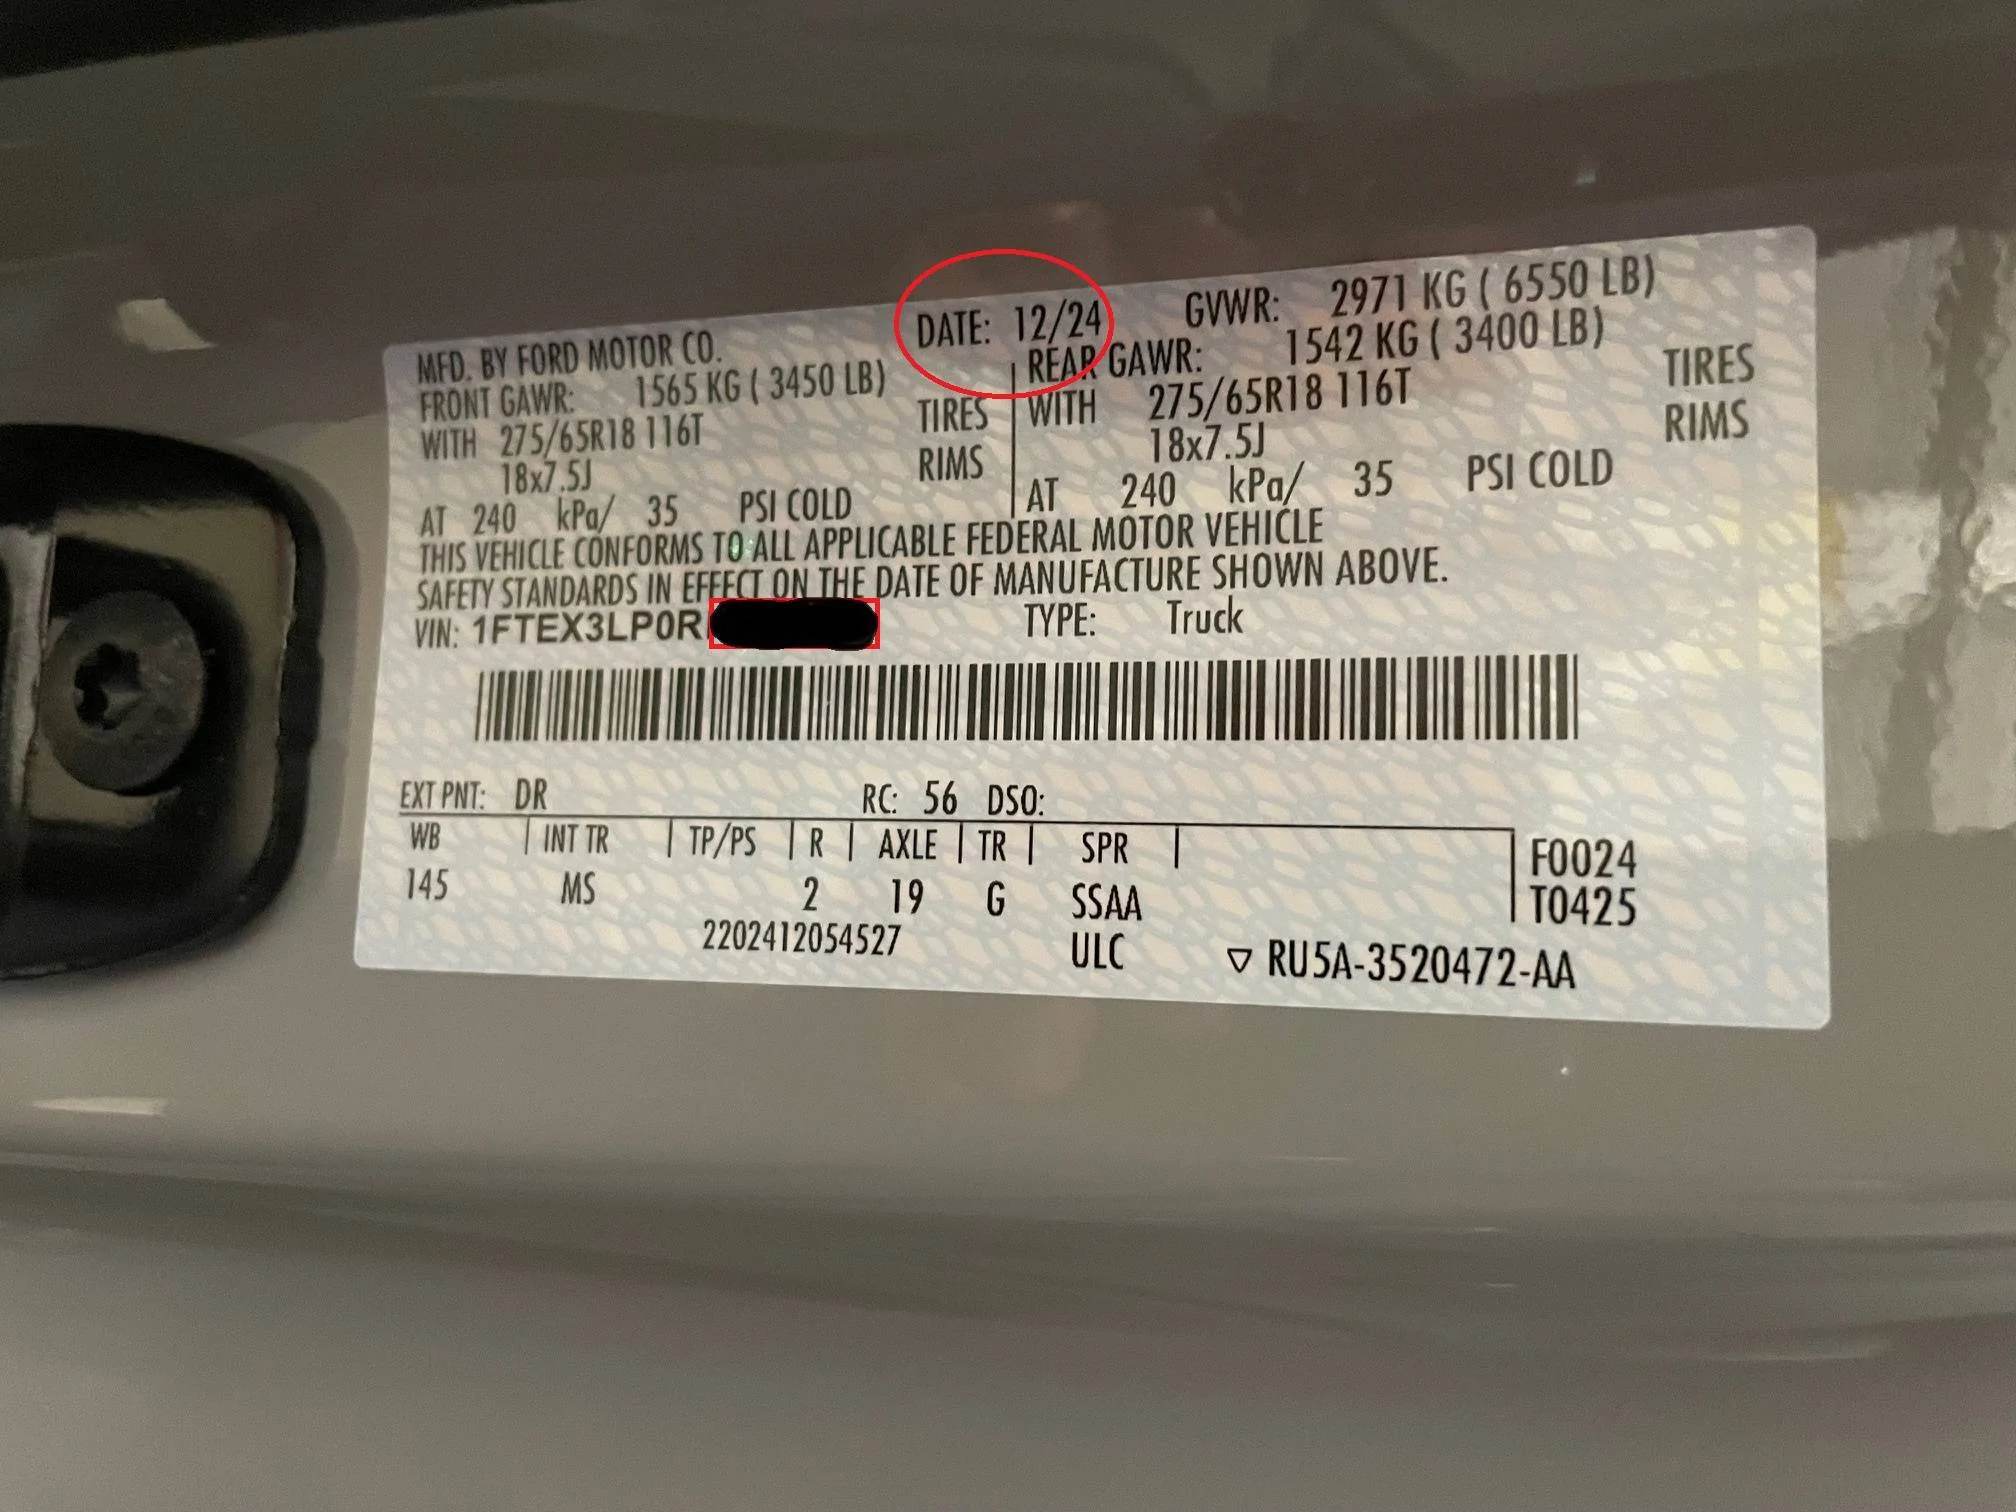 MFD. BY FORD MOTOR CO. DATE: 12/24 GVWR: 2971 KG ( 6550 LB)
FRONT GAWR: 1565 KG ( 3450 LB) REAR GAWR: 1542 KG ( 3400 LB)
WITH 275/65R18 116T TIRES WITH 275/65R18 116T TIRES
18x7.5J RIMS 18x7.5J RIMS
AT 240 kPa/ 35 PSI COLD AT 240 kPa/ 35 PSI COLD
THIS VEHICLE CONFORMS TO ALL APPLICABLE FEDERAL MOTOR VEHICLE
SAFETY STANDARDS IN EFFECT ON THE DATE OF MANUFACTURE SHOWN ABOVE.
VIN: 1FTEX3LP0R TYPE: Truck
EXT PNT: DR RC: 56 DSO:
WB INT TR TP/PS R AXLE TR SPR F0024
145 MS 2 19 G SSAA T0425
2202412054527 ULC ▽ RU5A-3520472-AA